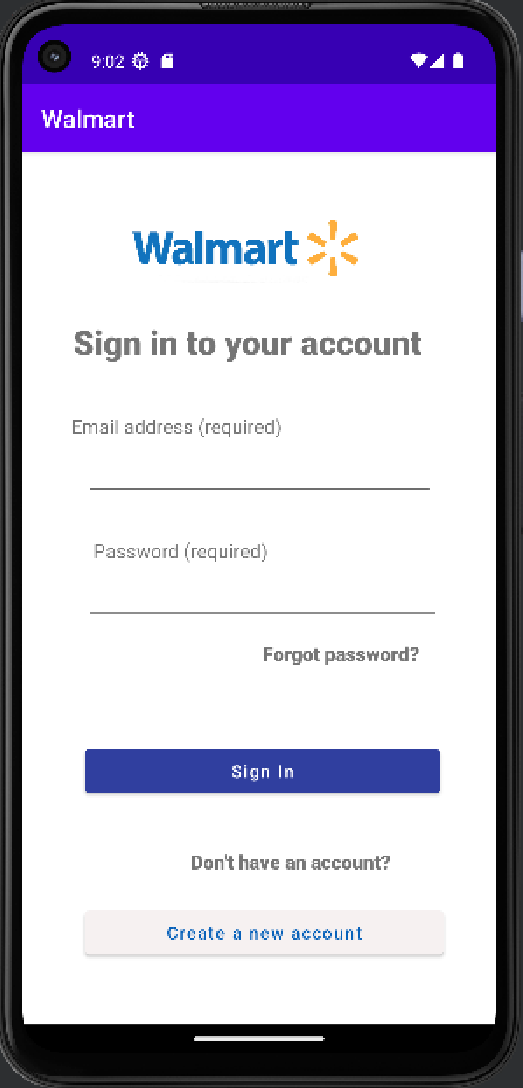 9:02
Walmart
Walmart
Sign in to your account
Email address (required)
Password (required)
Forgot password?
Sign In
Don't have an account?
Create a new account